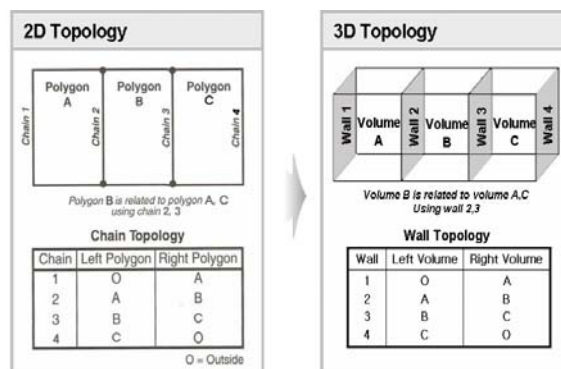 2D Topology
Polygon A
Polygon B
Polygon C
Chain 1
Chain 2
Chain 3
Chain 4
Polygon B is related to polygon A, C
using chain 2, 3
Chain Topology
Chain Left Polygon Right Polygon
1 O A
2 A B
3 B C
4 C O
O = Outside
3D Topology
Wall 1
Volume A
Wall 2
Volume B
Wall 3
Volume C
Wall 4
Volume B is related to volume A,C
Using wall 2,3
Wall Topology
Wall Left Volume Right Volume
1 O A
2 A B
3 B C
4 C O